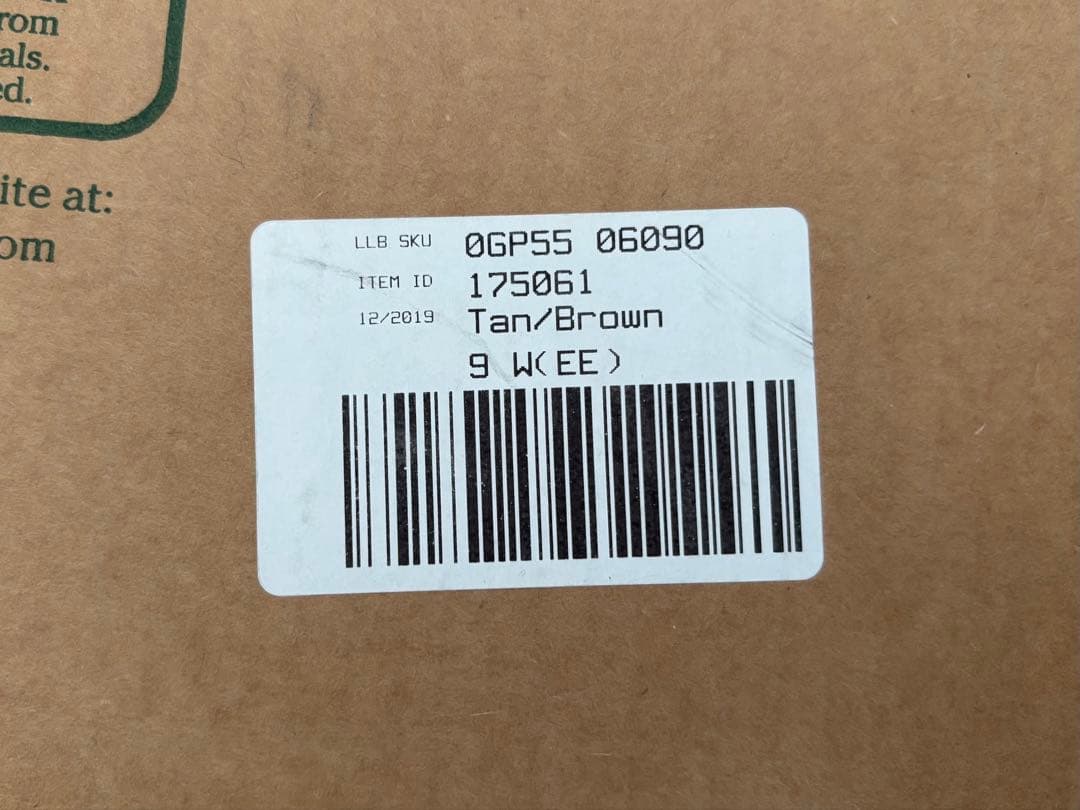 rom
als.
ed.
ite at:
om
LLB SKU 0GP55 06090
ITEM ID 175061
12/2019 Tan/Brown
9 W(EE)